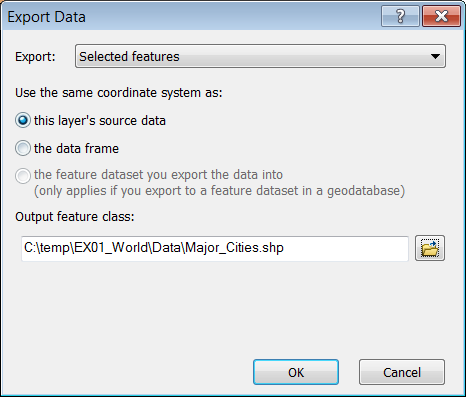 Export Data
Export: Selected features
Use the same coordinate system as:
this layer's source data
the data frame
the feature dataset you export the data into
(only applies if you export to a feature dataset in a geodatabase)
Output feature class:
C:\temp\EX01_World\Data\Major_Cities.shp
OK Cancel